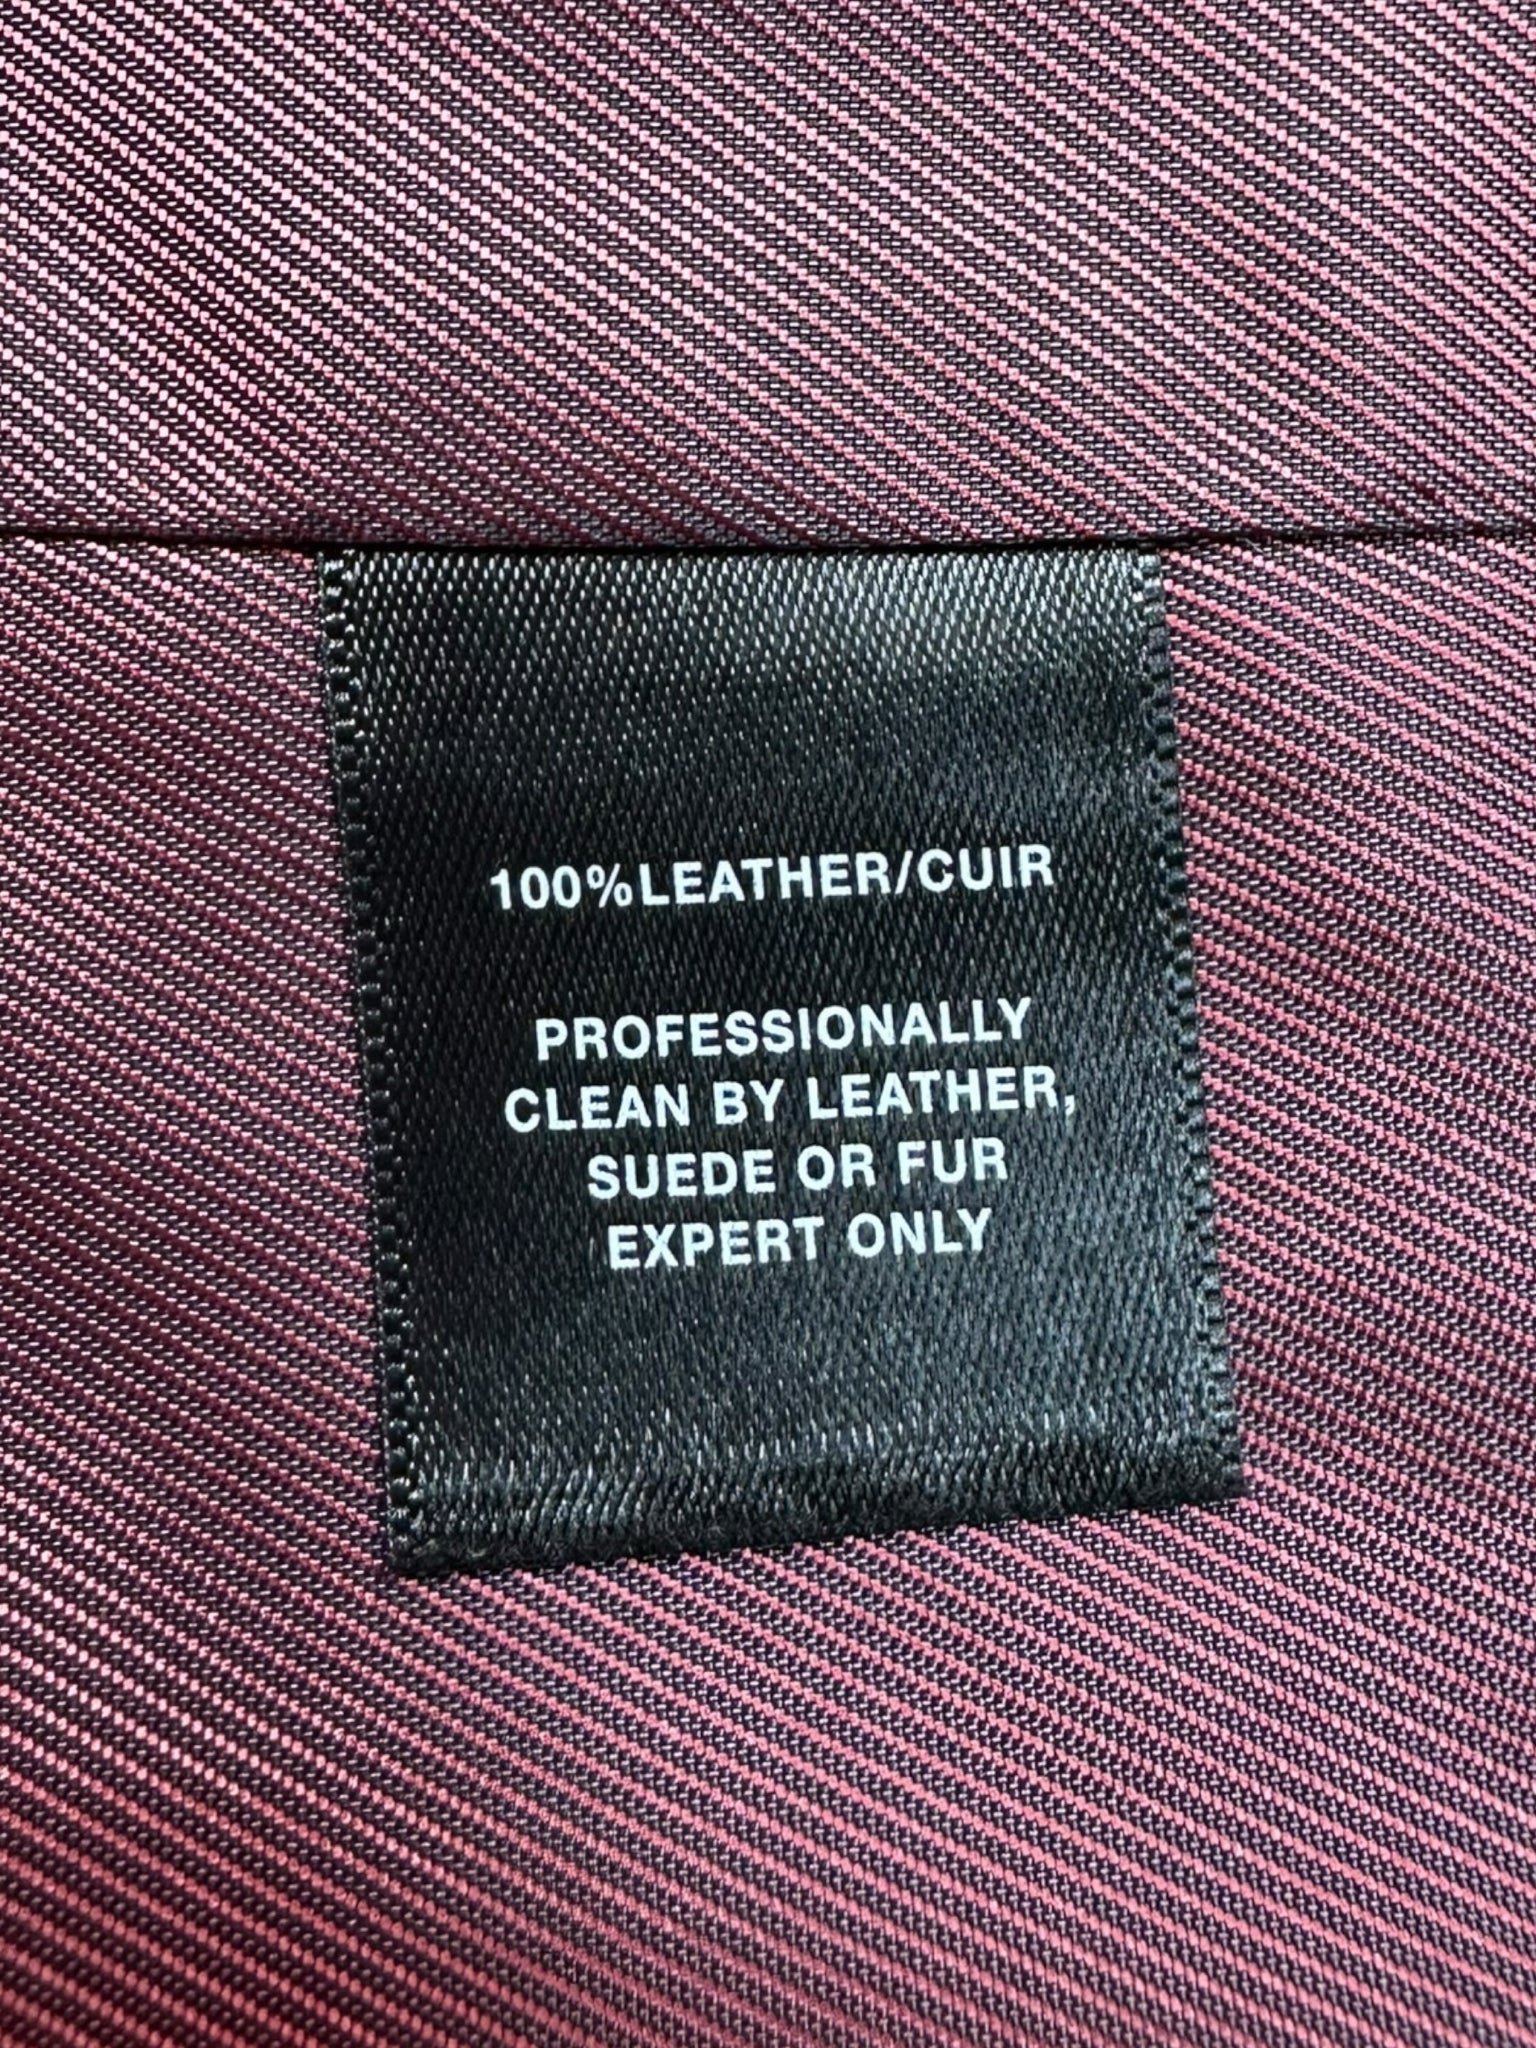 100%LEATHER/CUIR
PROFESSIONALLY
CLEAN BY LEATHER,
SUEDE OR FUR
EXPERT ONLY